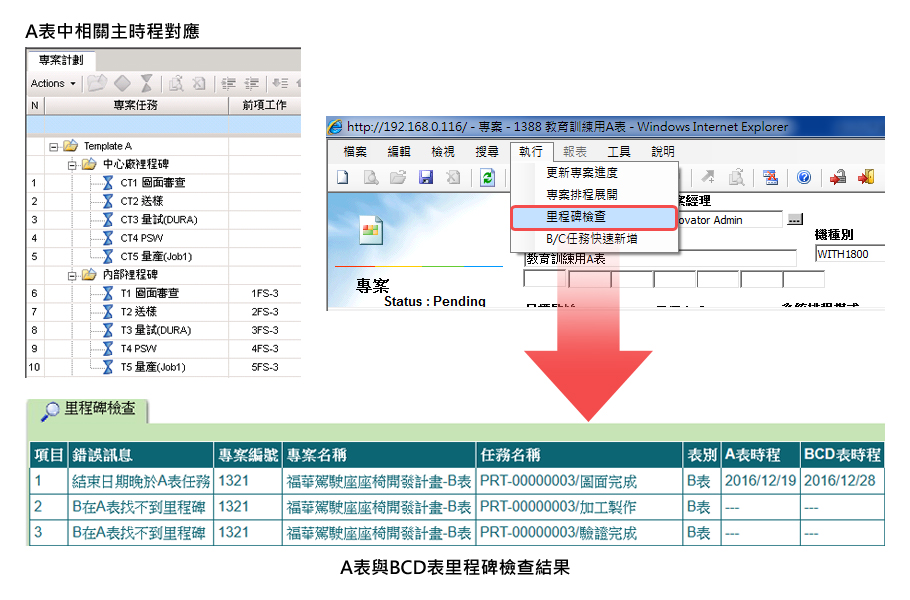 A表中相關主時程對應
專案計劃
Actions
N 專案任務 前項工作
Template A
中心廠裡程碑
1 CT1 圖面審查
2 CT2 送樣
3 CT3 量試(DURA)
4 CT4 PSW
5 CT5 量產(Job1)
內部裡程碑
6 T1 圖面審查 1FS-3
7 T2 送樣 2FS-3
8 T3 量試(DURA) 3FS-3
9 T4 PSW 4FS-3
10 T5 量產(Job1) 5FS-3
http://192.168.0.116/ - 專案 - 1388 教育訓練用A表 - Windows Internet Explorer
檔案 編輯 檢視 搜尋 執行 報表 工具 說明
更新專案進度
專案排程展開
里程碑檢查
B/C任務快速新增
案經理
ovator Admin
機種別
WITH1800
教育訓練用A表
專案
Status : Pending
里程碑檢查
項目 錯誤訊息 專案編號 專案名稱 任務名稱 表別 A表時程 BCD表時程
1 結束日期晚於A表任務 1321 福華駕駛座座椅開發計畫-B表 PRT-00000003/圖面完成 B表 2016/12/19 2016/12/28
2 B在A表找不到里程碑 1321 福華駕駛座座椅開發計畫-B表 PRT-00000003/加工製作 B表 --- ---
3 B在A表找不到里程碑 1321 福華駕駛座座椅開發計畫-B表 PRT-00000003/驗證完成 B表 --- ---
A表與BCD表里程碑檢查結果